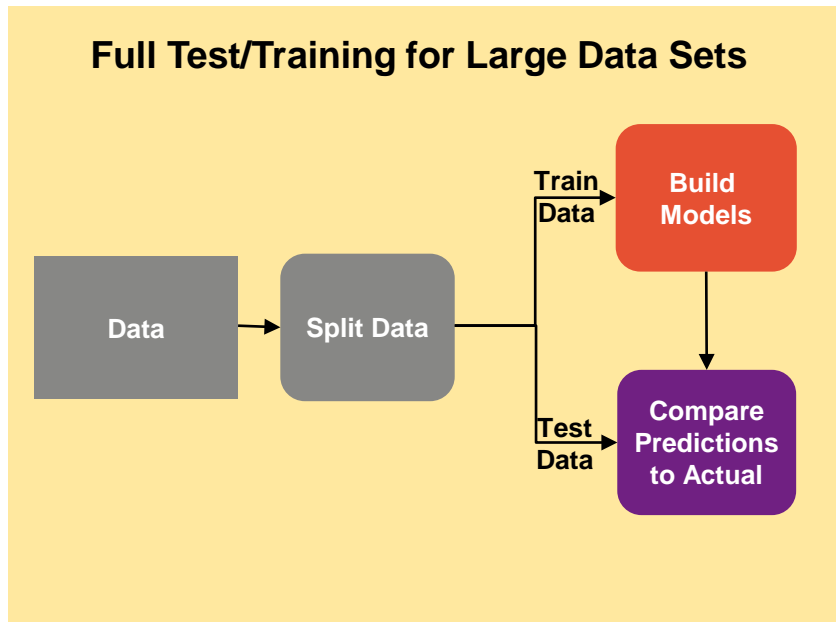 Full Test/Training for Large Data Sets
Train
Data
Build
Models
Data
Split Data
Test
Data
Compare
Predictions
to Actual